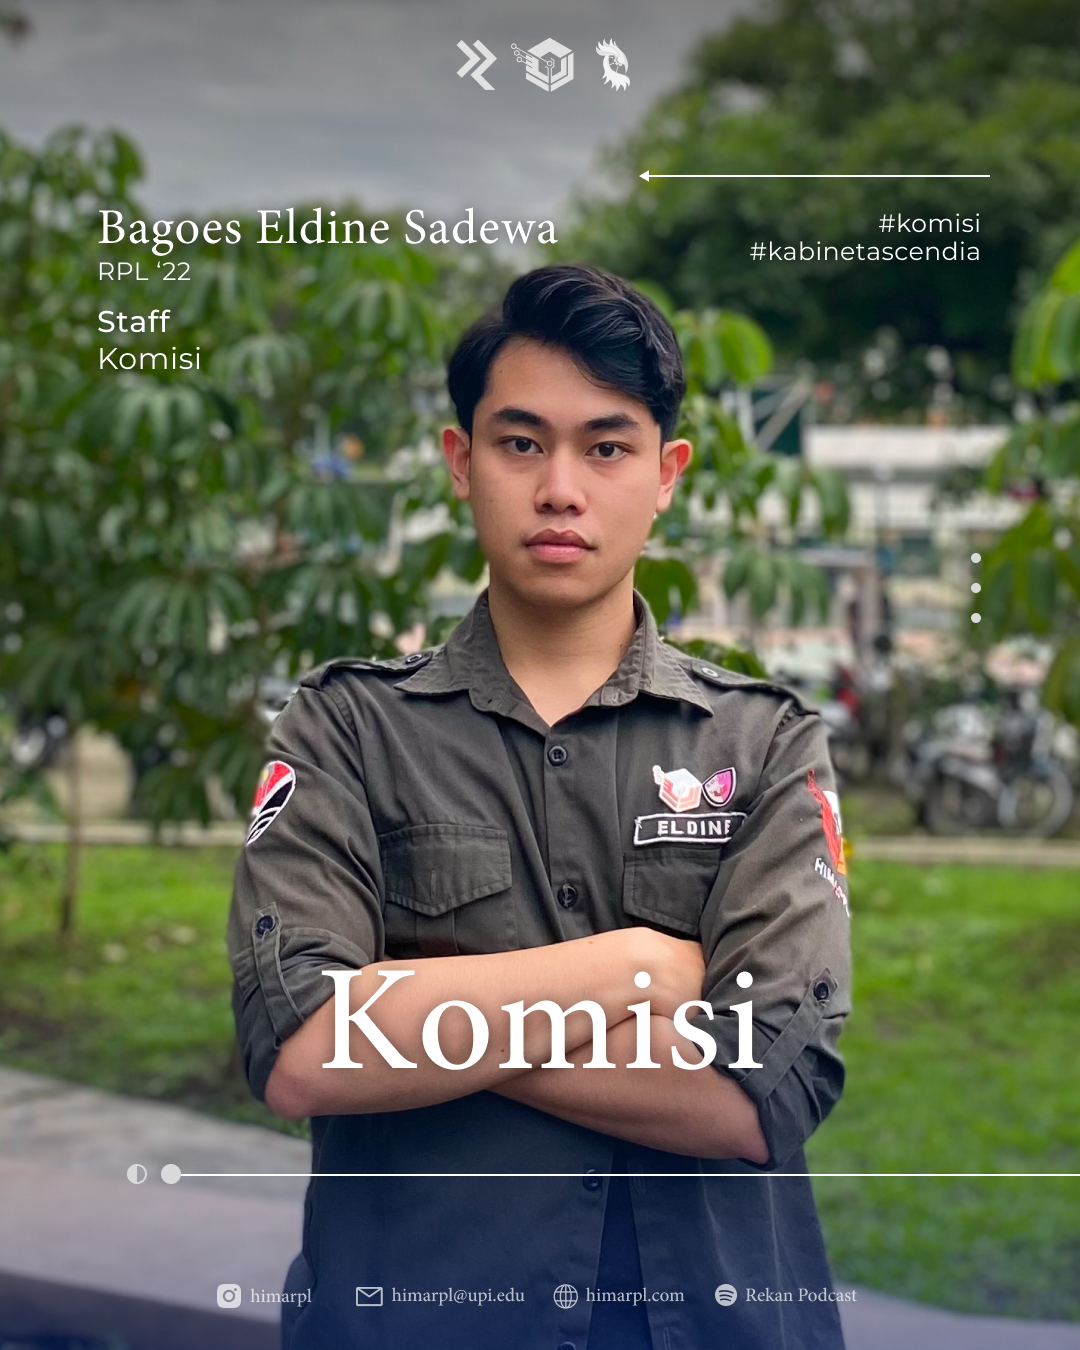 Bagoes Eldine Sadewa
RPL ‘22
Staff
Komisi
#komisi
#kabinetascendia
ELDINE
Komisi
himarpl
himarpl@upi.edu
himarpl.com
Rekan Podcast